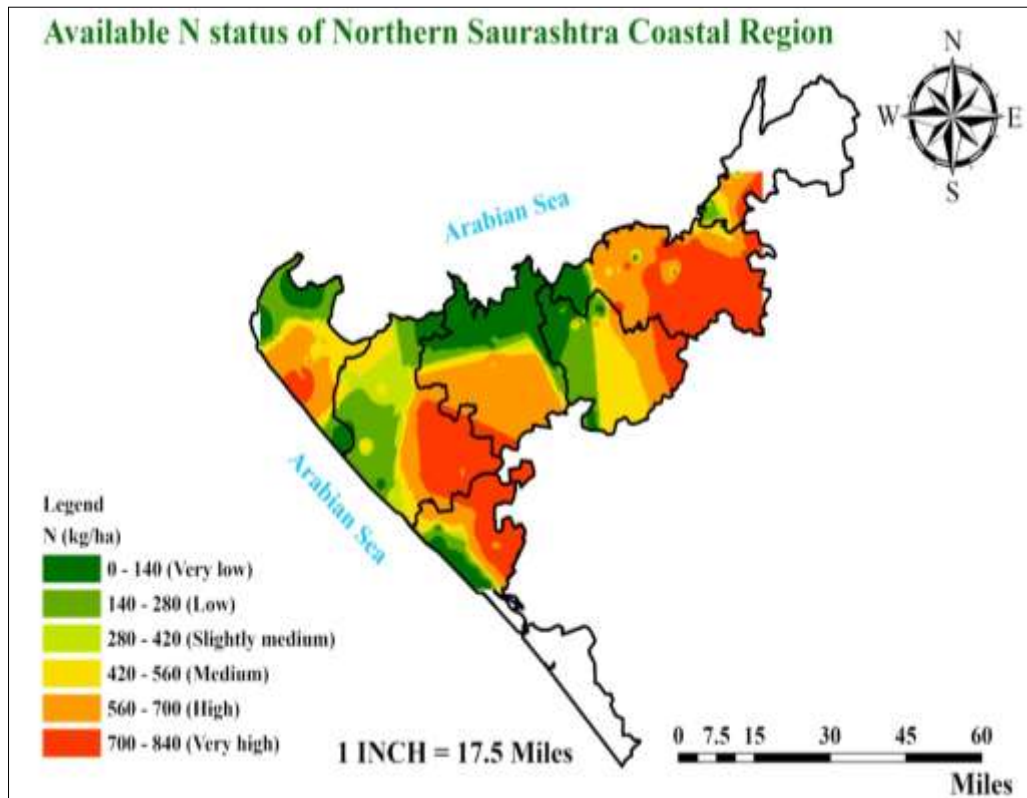 Available N status of Northern Saurashtra Coastal Region
N
W
E
S
Arabian Sea
Arabian Sea
Legend
N (kg/ha)
0 - 140 (Very low)
140 - 280 (Low)
280 - 420 (Slightly medium)
420 - 560 (Medium)
560 - 700 (High)
700 - 840 (Very high)
1 INCH = 17.5 Miles
0 7.5 15 30 45 60
Miles